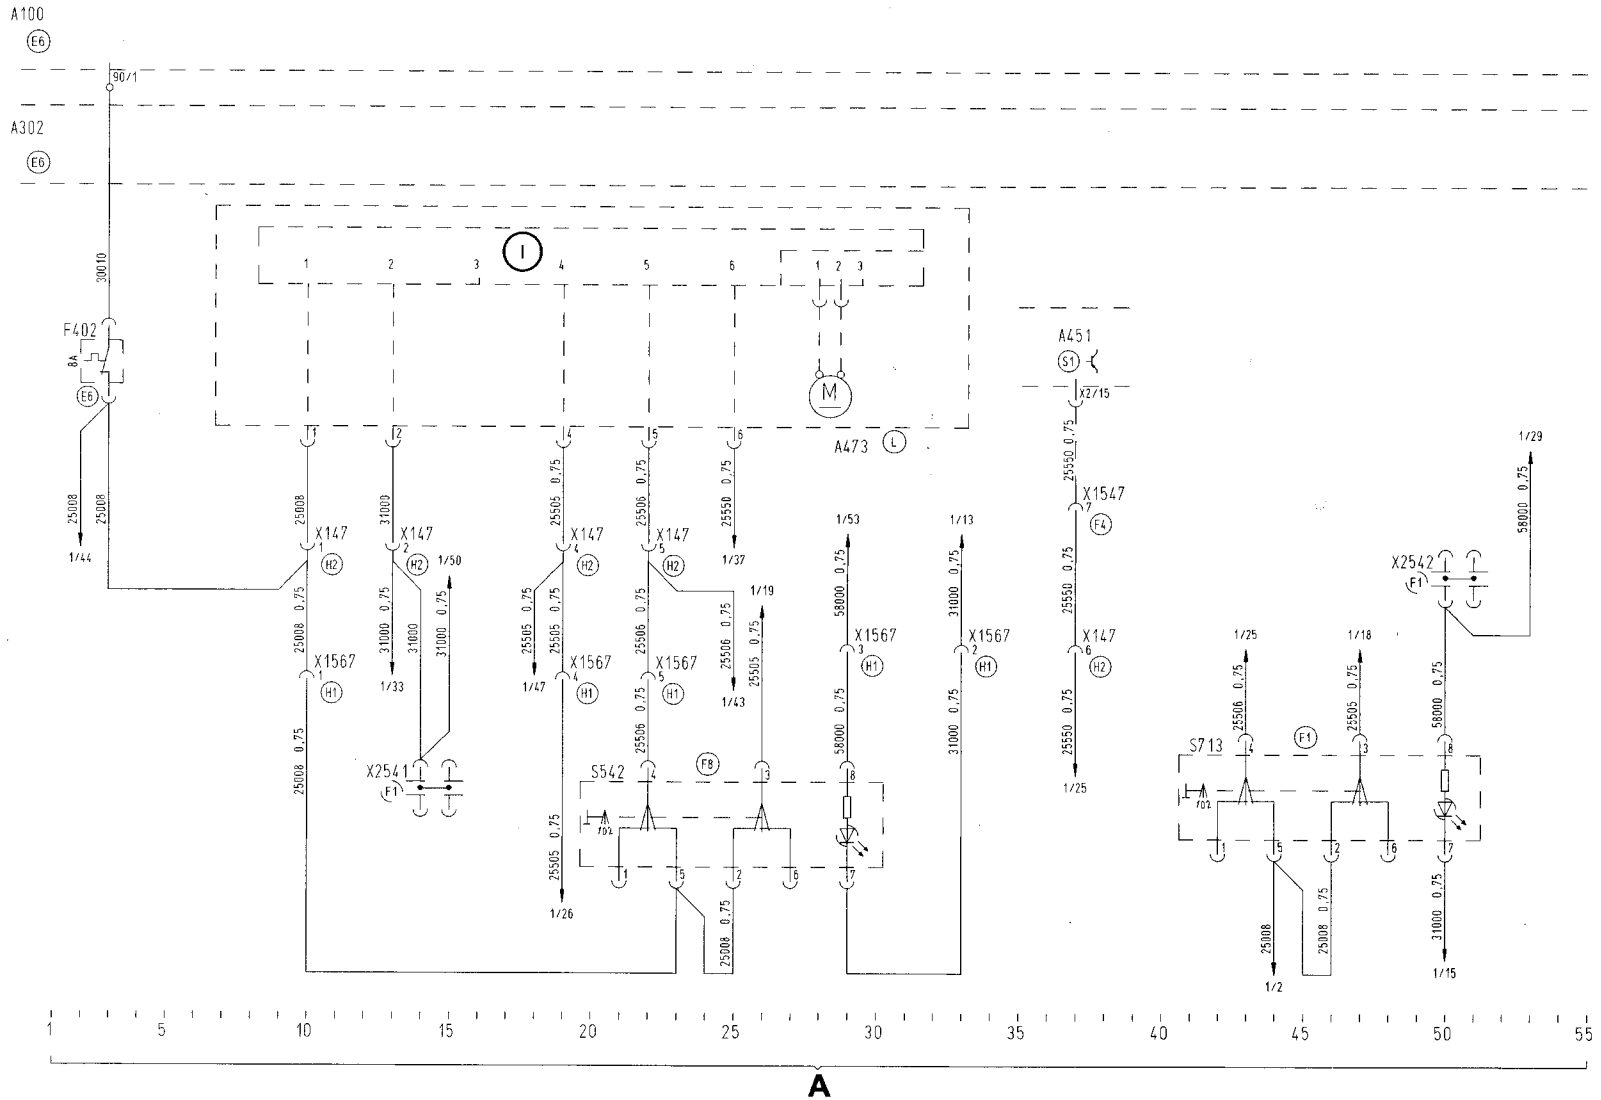 A100
E6
90/1
A302
E6
30010
F402
8A
E6
25008
25008
1/44
I
1 2 3 4 5 6
1 2 3
M
A473 L
1 2 4 5 6
25008
31000
25505 0,75
25506 0,75
25550 0,75
X147
1
H2
X147
2
H2
1/50
X147
4
H2
X147
5
H2
1/37
25008 0,75
31000 0,75
31000
31000 0,75
1/33
25505 0,75
25505 0,75
1/47
25506 0,75
25506 0,75
1/43
1/19
25505 0,75
X1567
1
H1
X1567
4
H1
X1567
5
H1
25008 0,75
X2541
F1
25505 0,75
1/26
25506 0,75
S542
F8
4 3 8
102
1 5 2 6 7
25008 0,75
1/53
58000 0,75
X1567
3
H1
58000 0,75
1/13
31000 0,75
X1567
2
H1
31000 0,75
A451
S1
X2/15
25550 0,75
X1547
7
F4
25550 0,75
X147
6
H2
25550 0,75
1/25
1/29
58000 0,75
X2542
F1
58000 0,75
1/25
25506 0,75
1/18
25505 0,75
S713
F1
4 3 8
102
1 5 2 6 7
25008
1/2
25008 0,75
31000 0,75
1/15
1 5 10 15 20 25 30 35 40 45 50 55
A